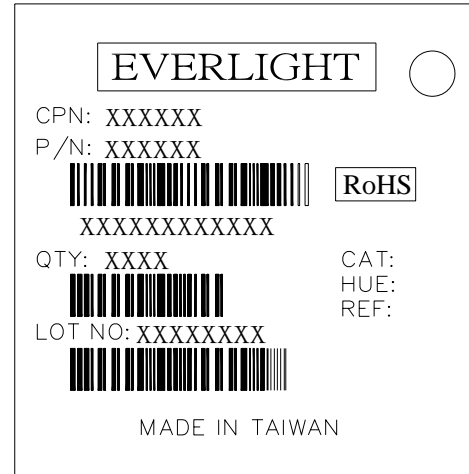 EVERLIGHT
CPN: XXXXXX
P/N: XXXXXX
RoHS
XXXXXXXXXXXX
QTY: XXXX
CAT:
HUE:
REF:
LOT NO: XXXXXXXX
MADE IN TAIWAN